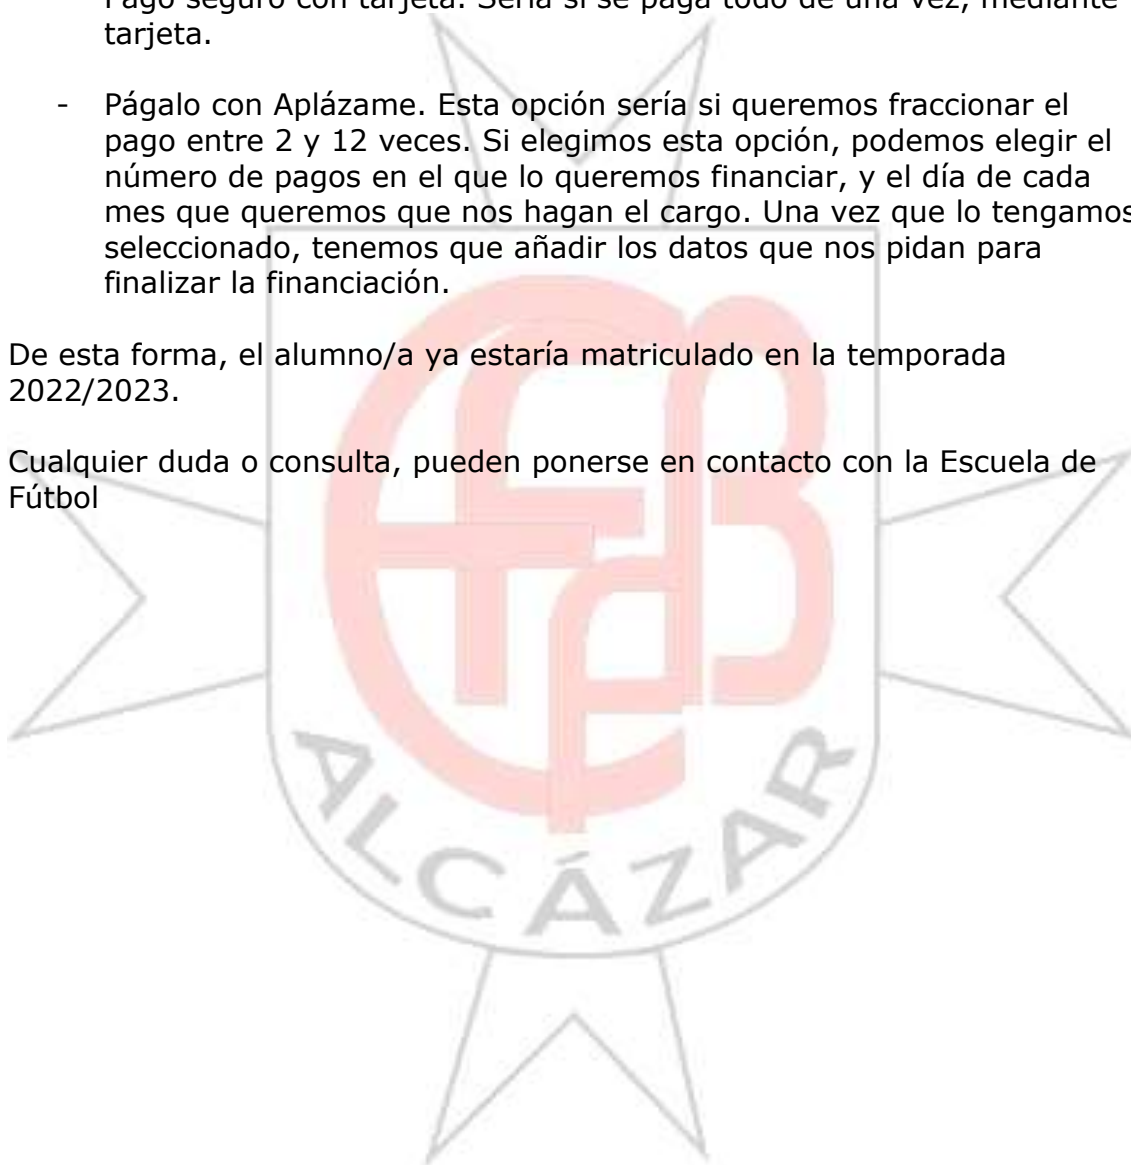 Pago seguro con tarjeta. Sería si se paga todo de una vez, mediante
tarjeta.
- Págalo con Aplázame. Esta opción sería si queremos fraccionar el
pago entre 2 y 12 veces. Si elegimos esta opción, podemos elegir el
número de pagos en el que lo queremos financiar, y el día de cada
mes que queremos que nos hagan el cargo. Una vez que lo tengamos
seleccionado, tenemos que añadir los datos que nos pidan para
finalizar la financiación.
De esta forma, el alumno/a ya estaría matriculado en la temporada
2022/2023.
Cualquier duda o consulta, pueden ponerse en contacto con la Escuela de
Fútbol
ALCÁZAR